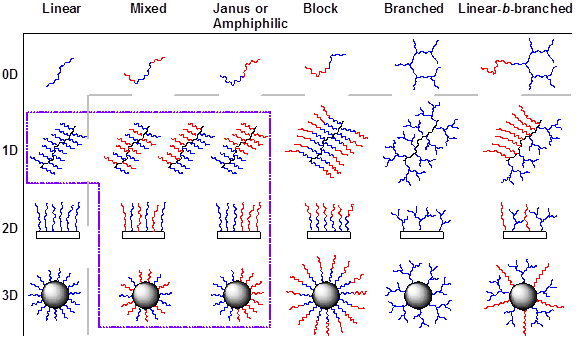 Linear Mixed Janus or Block Branched Linear-b-branched
Amphiphilic
0D
1D
2D
3D